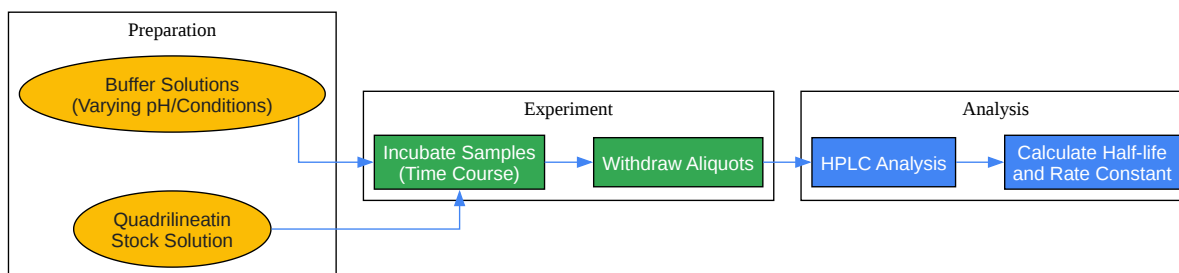 Preparation
Buffer Solutions
(Varying pH/Conditions)
Quadrilineatin
Stock Solution
Experiment
Incubate Samples
(Time Course)
Withdraw Aliquots
Analysis
HPLC Analysis
Calculate Half-life
and Rate Constant